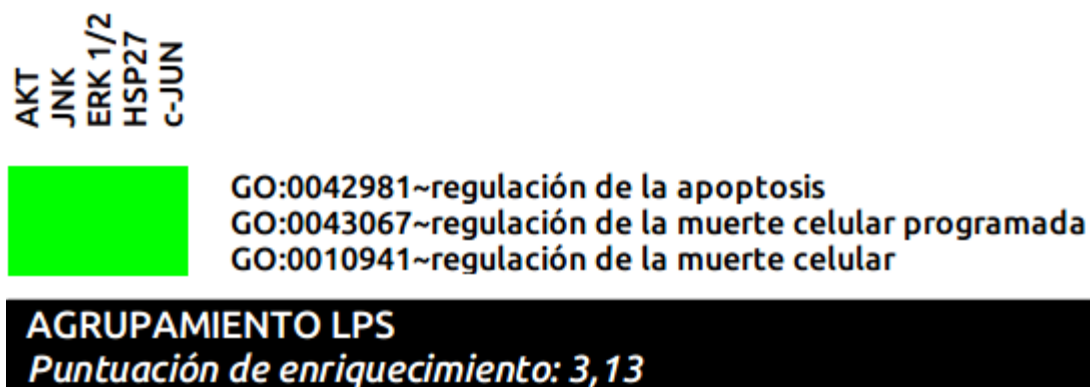 AKT
JNK
ERK 1/2
HSP27
c-JUN
GO:0042981~regulación de la apoptosis
GO:0043067~regulación de la muerte celular programada
GO:0010941~regulación de la muerte celular
AGRUPAMIENTO LPS
Puntuación de enriquecimiento: 3,13